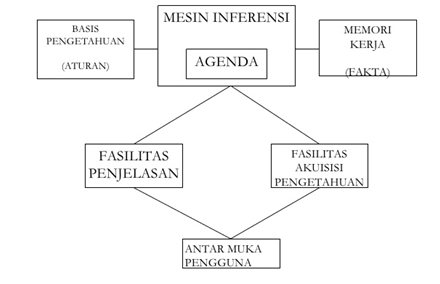 BASIS
PENGETAHUAN
(ATURAN)
MESIN INFERENSI
AGENDA
MEMORI
KERJA
(FAKTA)
FASILITAS
PENJELASAN
FASILITAS
AKUISISI
PENGETAHUAN
ANTAR MUKA
PENGGUNA